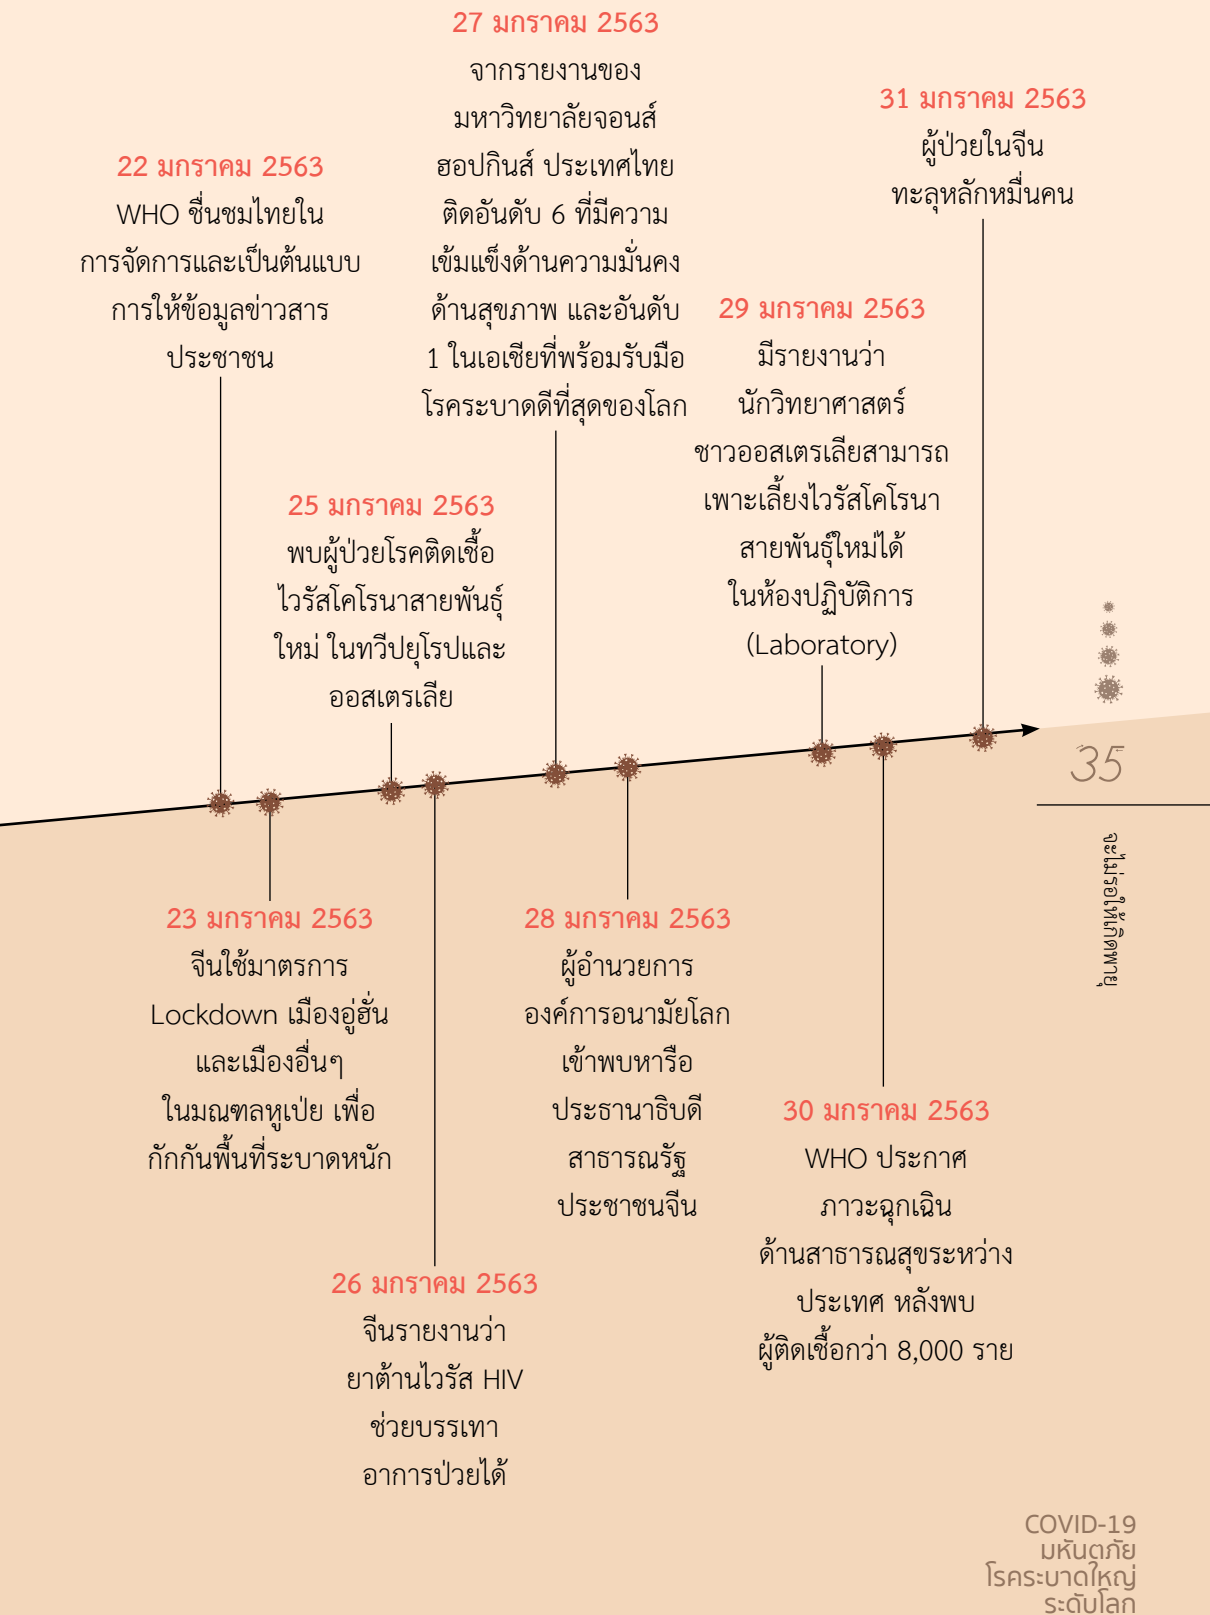 22 มกราคม 2563
WHO ชื่นชมไทยใน
การจัดการและเป็นต้นแบบ
การให้ข้อมูลข่าวสาร
ประชาชน
23 มกราคม 2563
จีนใช้มาตรการ
Lockdown เมืองอู่ฮั่น
และเมืองอื่นๆ
ในมณฑลหูเป่ย เพื่อ
กักกันพื้นที่ระบาดหนัก
25 มกราคม 2563
พบผู้ป่วยโรคติดเชื้อ
ไวรัสโคโรนาสายพันธุ์
ใหม่ ในทวีปยุโรปและ
ออสเตรเลีย
26 มกราคม 2563
จีนรายงานว่า
ยาต้านไวรัส HIV
ช่วยบรรเทา
อาการป่วยได้
27 มกราคม 2563
จากรายงานของ
มหาวิทยาลัยจอนส์
ฮอปกินส์ ประเทศไทย
ติดอันดับ 6 ที่มีความ
เข้มแข็งด้านความมั่นคง
ด้านสุขภาพ และอันดับ
1 ในเอเชียที่พร้อมรับมือ
โรคระบาดดีที่สุดของโลก
28 มกราคม 2563
ผู้อำนวยการ
องค์การอนามัยโลก
เข้าพบหารือ
ประธานาธิบดี
สาธารณรัฐ
ประชาชนจีน
29 มกราคม 2563
มีรายงานว่า
นักวิทยาศาสตร์
ชาวออสเตรเลียสามารถ
เพาะเลี้ยงไวรัสโคโรนา
สายพันธุ์ใหม่ได้
ในห้องปฏิบัติการ
(Laboratory)
30 มกราคม 2563
WHO ประกาศ
ภาวะฉุกเฉิน
ด้านสาธารณสุขระหว่าง
ประเทศ หลังพบ
ผู้ติดเชื้อกว่า 8,000 ราย
31 มกราคม 2563
ผู้ป่วยในจีน
ทะลุหลักหมื่นคน
35
จะไม่รอให้เกิดพายุ
COVID-19
มหันตภัย
โรคระบาดใหญ่
ระดับโลก